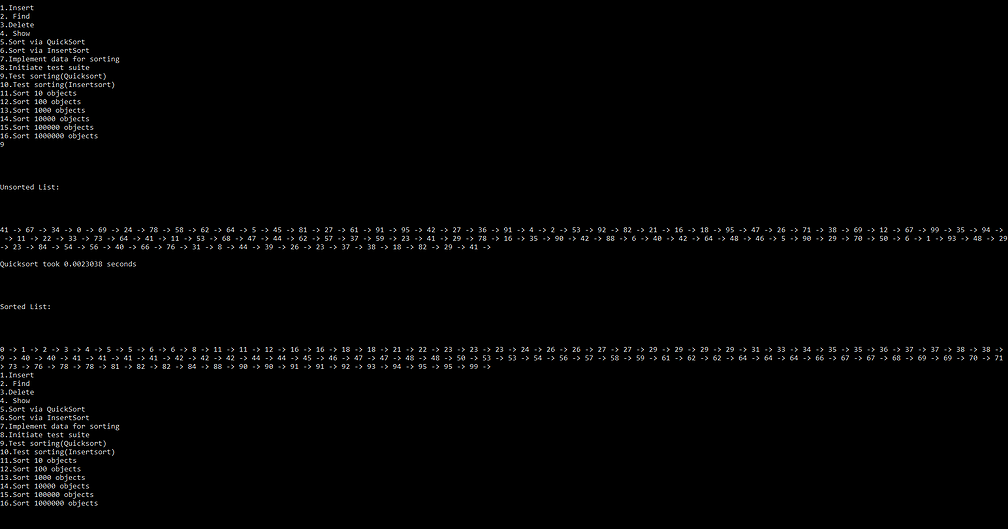 1.Insert
2. Find
3.Delete
4. Show
5.Sort via QuickSort
6.Sort via InsertSort
7.Implement data for sorting
8.Initiate test suite
9.Test sorting(Quicksort)
10.Test sorting(Insertsort)
11.Sort 10 objects
12.Sort 100 objects
13.Sort 1000 objects
14.Sort 10000 objects
15.Sort 100000 objects
16.Sort 1000000 objects
9
Unsorted List:
41 -> 67 -> 34 -> 0 -> 69 -> 24 -> 78 -> 58 -> 62 -> 64 -> 5 -> 45 -> 81 -> 27 -> 61 -> 91 -> 95 -> 42 -> 27 -> 36 -> 91 -> 4 -> 2 -> 53 -> 92 -> 82 -> 21 -> 16 -> 18 -> 95 -> 47 -> 26 -> 71 -> 38 -> 69 -> 12 -> 67 -> 99 -> 35 -> 94 ->
-> 11 -> 22 -> 33 -> 73 -> 64 -> 41 -> 11 -> 53 -> 68 -> 47 -> 44 -> 62 -> 57 -> 37 -> 59 -> 23 -> 41 -> 29 -> 78 -> 16 -> 35 -> 90 -> 42 -> 88 -> 6 -> 40 -> 42 -> 64 -> 48 -> 46 -> 5 -> 90 -> 29 -> 70 -> 50 -> 6 -> 1 -> 93 -> 48 -> 29
-> 23 -> 84 -> 54 -> 56 -> 40 -> 66 -> 76 -> 31 -> 8 -> 44 -> 39 -> 26 -> 23 -> 37 -> 38 -> 18 -> 82 -> 29 -> 41 ->
Quicksort took 0.0023038 seconds
Sorted List:
0 -> 1 -> 2 -> 3 -> 4 -> 5 -> 5 -> 6 -> 6 -> 8 -> 11 -> 11 -> 12 -> 16 -> 16 -> 18 -> 18 -> 21 -> 22 -> 23 -> 23 -> 23 -> 24 -> 26 -> 26 -> 27 -> 27 -> 29 -> 29 -> 29 -> 29 -> 31 -> 33 -> 34 -> 35 -> 35 -> 36 -> 37 -> 37 -> 38 -> 38 ->
9 -> 40 -> 40 -> 41 -> 41 -> 41 -> 41 -> 42 -> 42 -> 42 -> 44 -> 44 -> 45 -> 46 -> 47 -> 47 -> 48 -> 48 -> 50 -> 53 -> 53 -> 54 -> 56 -> 57 -> 58 -> 59 -> 61 -> 62 -> 62 -> 64 -> 64 -> 64 -> 66 -> 67 -> 67 -> 68 -> 69 -> 69 -> 70 -> 71
> 73 -> 76 -> 78 -> 78 -> 81 -> 82 -> 82 -> 84 -> 88 -> 90 -> 90 -> 91 -> 91 -> 92 -> 93 -> 94 -> 95 -> 95 -> 99 ->
1.Insert
2. Find
3.Delete
4. Show
5.Sort via QuickSort
6.Sort via InsertSort
7.Implement data for sorting
8.Initiate test suite
9.Test sorting(Quicksort)
10.Test sorting(Insertsort)
11.Sort 10 objects
12.Sort 100 objects
13.Sort 1000 objects
14.Sort 10000 objects
15.Sort 100000 objects
16.Sort 1000000 objects